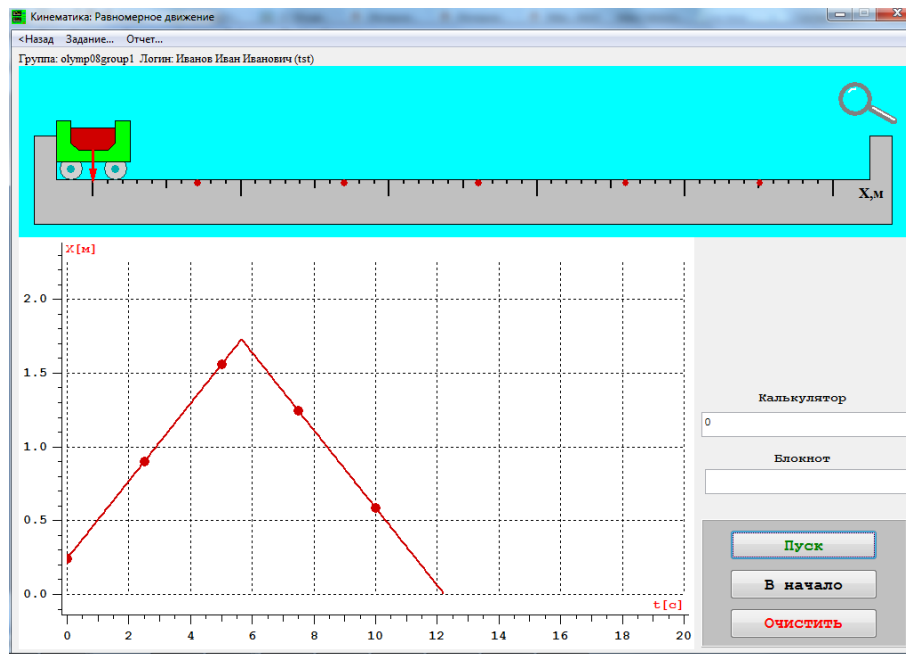 Кинематика: Равномерное движение
<Назад Задание... Отчет...
Группа: olymp08group1 Логин: Иванов Иван Иванович (tst)
X,м
X[м]
2.0
1.5
1.0
0.5
0.0
t[c]
0 2 4 6 8 10 12 14 16 18 20
Калькулятор
0
Блокнот
Пуск
В начало
Очистить